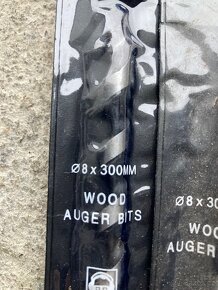 Ø8 x 300MM
WOOD
AUGER BITS
Ø8 x 30
WOO
AUGER